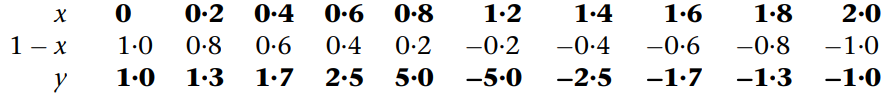 x 0 0·2 0·4 0·6 0·8 1·2 1·4 1·6 1·8 2·0
1 − x 1·0 0·8 0·6 0·4 0·2 −0·2 −0·4 −0·6 −0·8 −1·0
y 1·0 1·3 1·7 2·5 5·0 −5·0 −2·5 −1·7 −1·3 −1·0